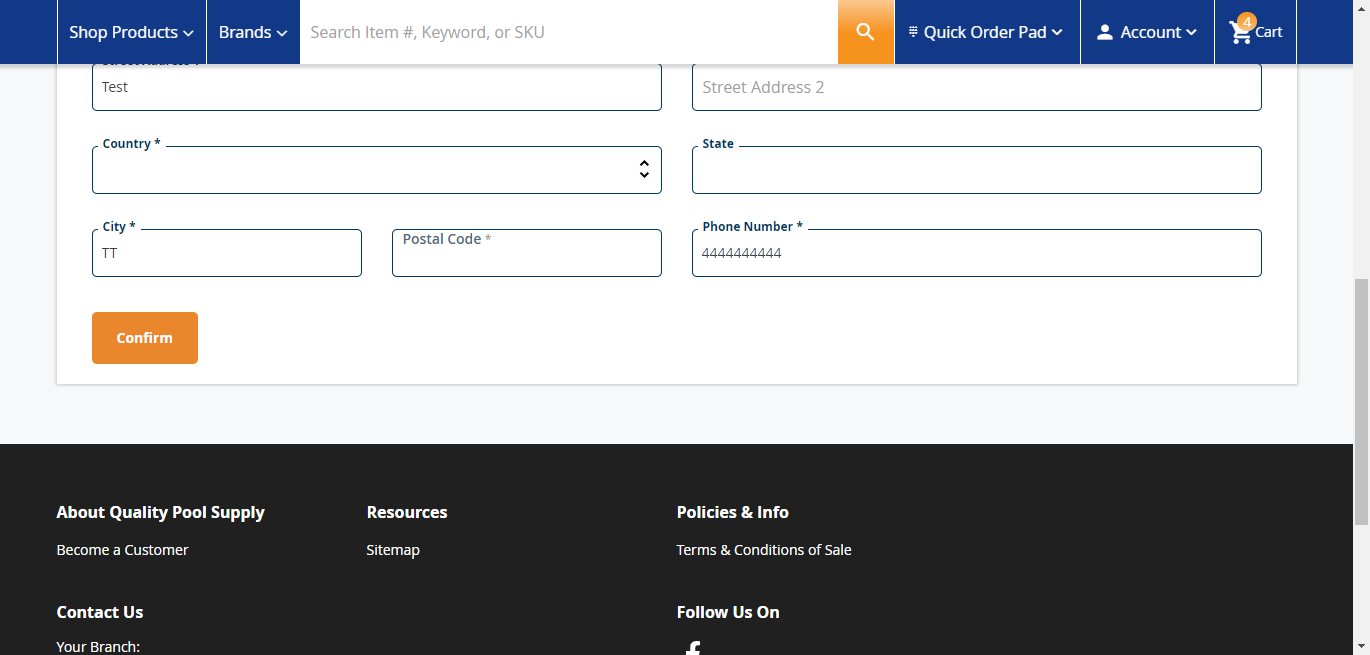 Shop Products
Brands
Search Item #, Keyword, or SKU
Quick Order Pad
Account
4
Cart
Test
Street Address 2
Country *
State
City *
TT
Postal Code *
Phone Number *
4444444444
Confirm
About Quality Pool Supply
Resources
Policies & Info
Become a Customer
Sitemap
Terms & Conditions of Sale
Contact Us
Follow Us On
Your Branch: